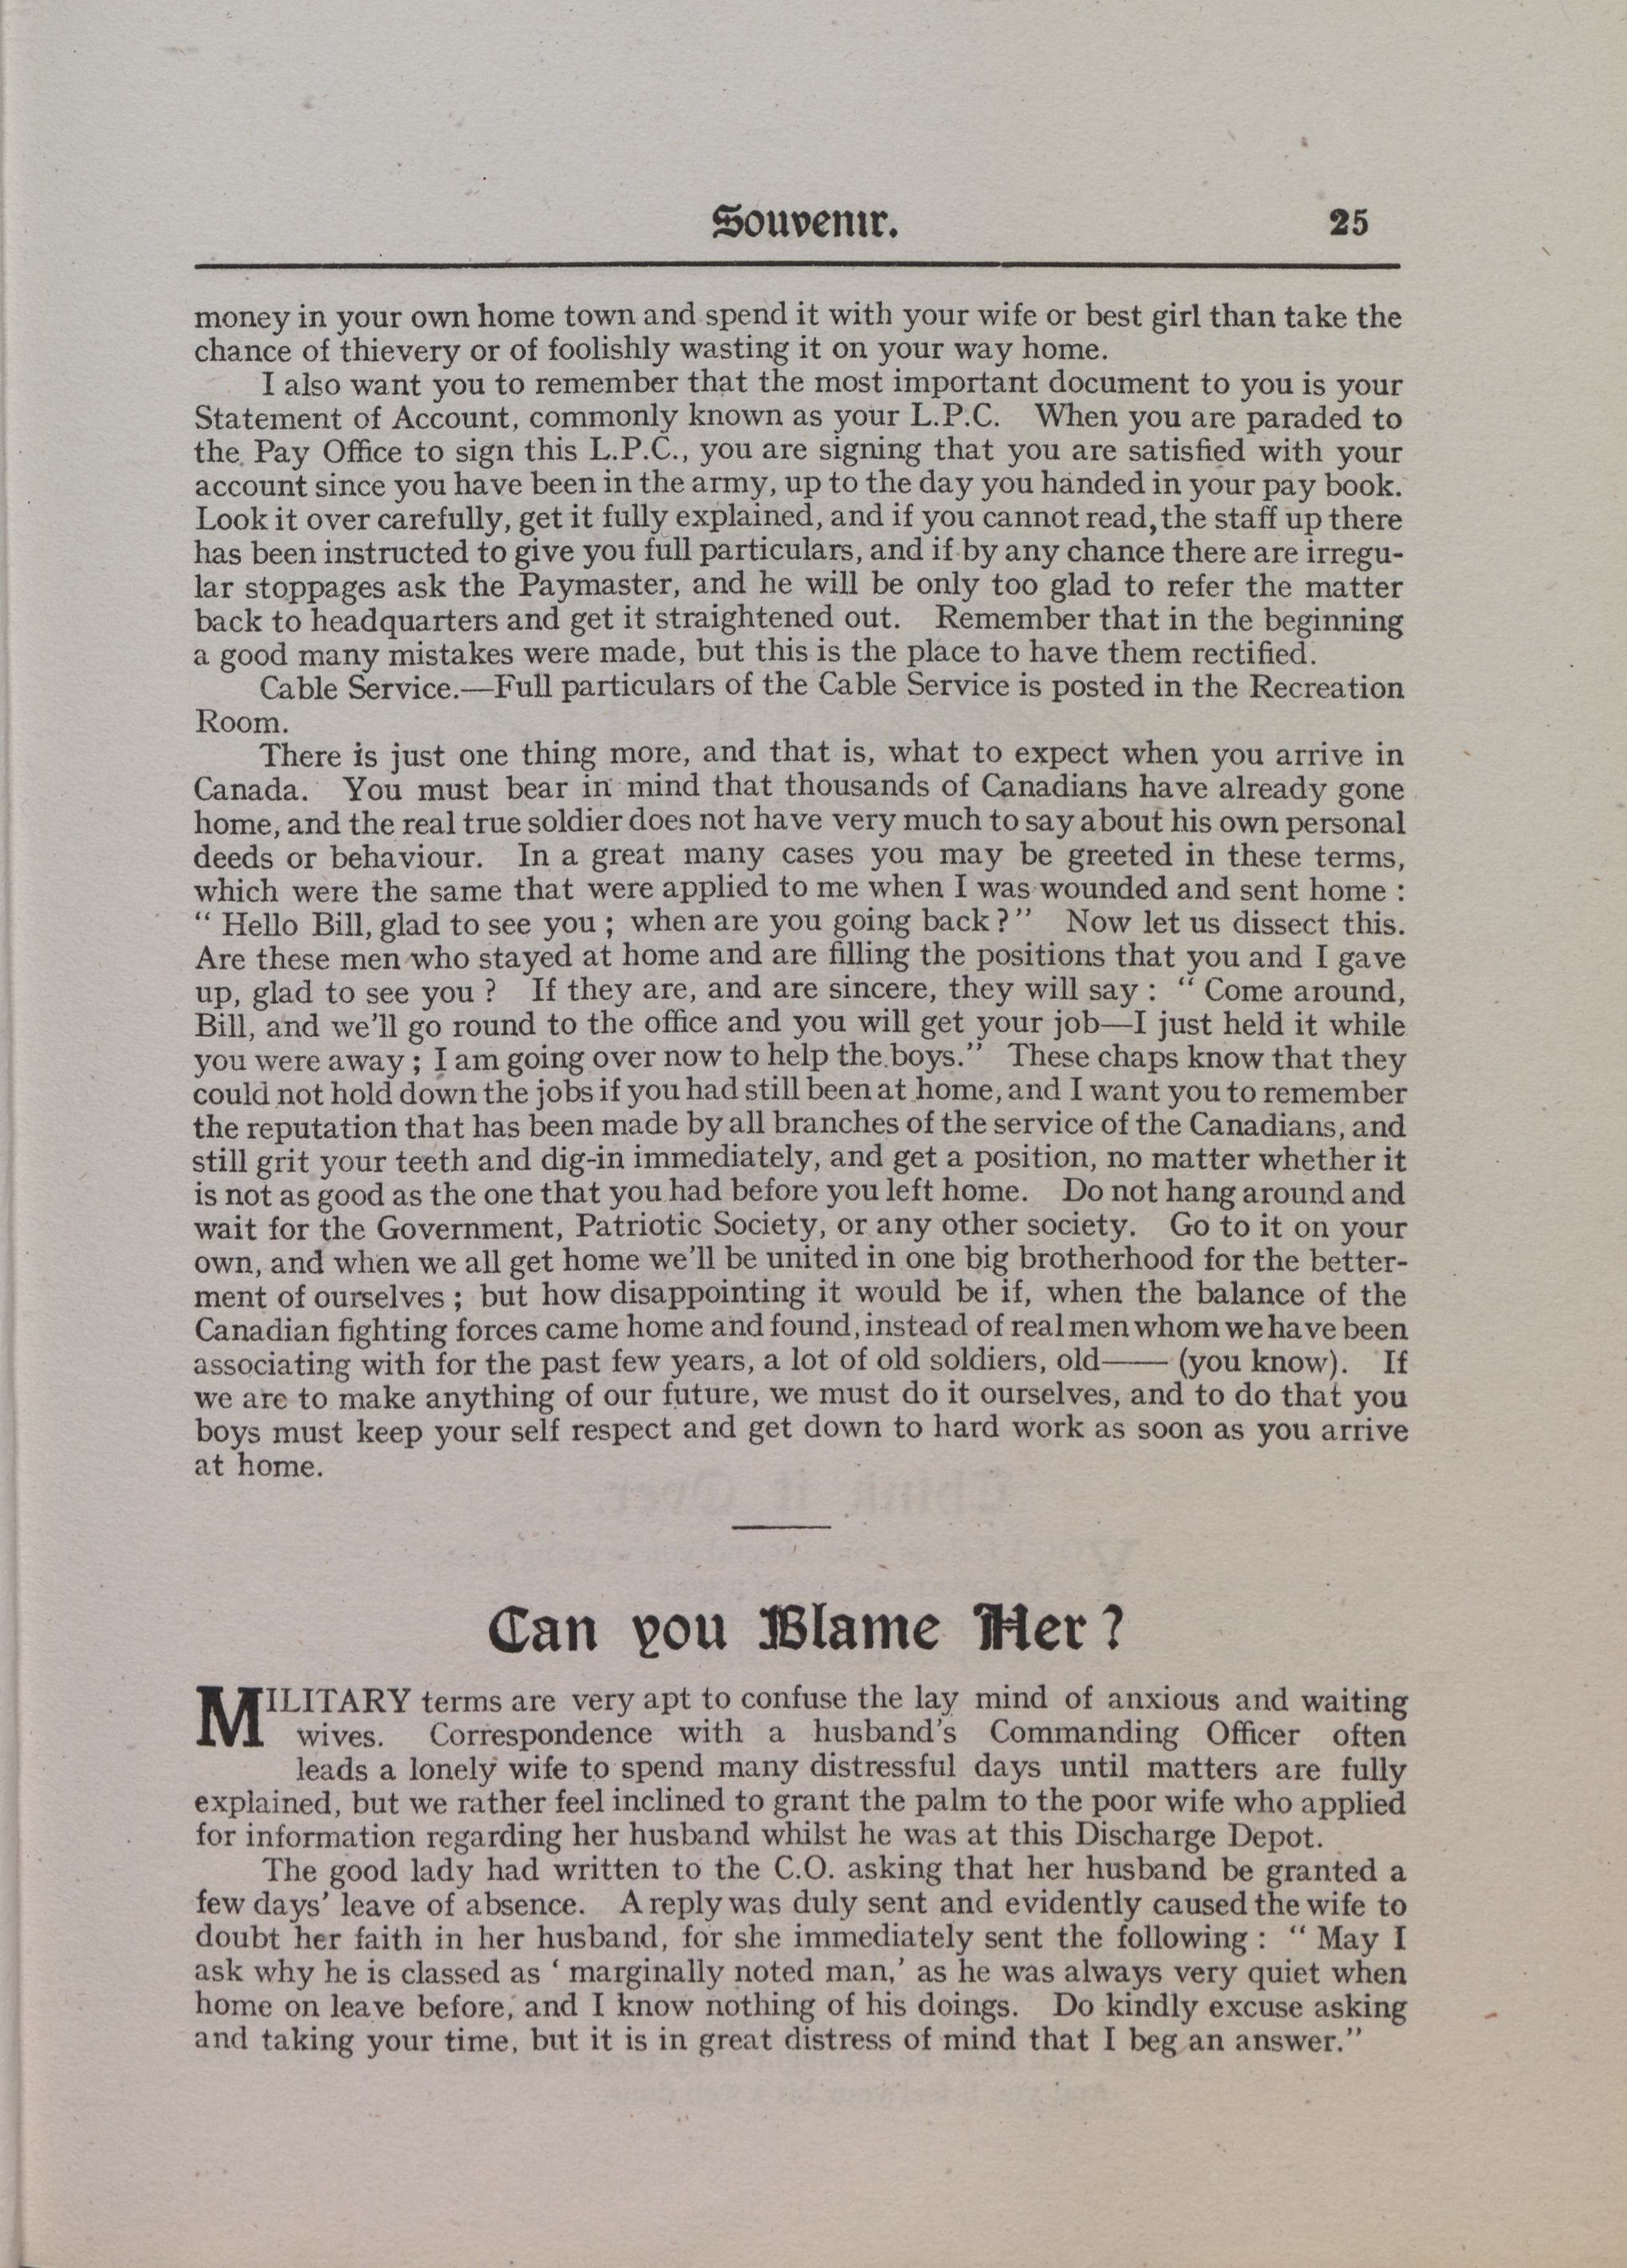 Souvenir. 25
money in your own home town and spend it with your wife or best girl than take the
chance of thievery or of foolishly wasting it on your way home.
I also want you to remember that the most important document to you is your
Statement of Account, commonly known as your L.P.C. When you are paraded to
the Pay Office to sign this L.P.C., you are signing that you are satisfied with your
account since you have been in the army, up to the day you handed in your pay book.
Look it over carefully, get it fully explained, and if you cannot read, the staff up there
has been instructed to give you full particulars, and if by any chance there are irregu-
lar stoppages ask the Paymaster, and he will be only too glad to refer the matter
back to headquarters and get it straightened out. Remember that in the beginning
a good many mistakes were made, but this is the place to have them rectified.
Cable Service.—Full particulars of the Cable Service is posted in the Recreation
Room.
There is just one thing more, and that is, what to expect when you arrive in
Canada. You must bear in mind that thousands of Canadians have already gone
home, and the real true soldier does not have very much to say about his own personal
deeds or behaviour. In a great many cases you may be greeted in these terms,
which were the same that were applied to me when I was wounded and sent home :
“ Hello Bill, glad to see you ; when are you going back ? ” Now let us dissect this.
Are these men who stayed at home and are filling the positions that you and I gave
up, glad to see you ? If they are, and are sincere, they will say : “ Come around,
Bill, and we'll go round to the office and you will get your job—I just held it while
you were away ; I am going over now to help the boys.” These chaps know that they
could not hold down the jobs if you had still been at home, and I want you to remember
the reputation that has been made by all branches of the service of the Canadians, and
still grit your teeth and dig-in immediately, and get a position, no matter whether it
is not as good as the one that you had before you left home. Do not hang around and
wait for the Government, Patriotic Society, or any other society. Go to it on your
own, and when we all get home we'll be united in one big brotherhood for the better-
ment of ourselves ; but how disappointing it would be if, when the balance of the
Canadian fighting forces came home and found, instead of real men whom we have been
associating with for the past few years, a lot of old soldiers, old—— (you know). If
we are to make anything of our future, we must do it ourselves, and to do that you
boys must keep your self respect and get down to hard work as soon as you arrive
at home.
Can you Blame Her ?
MILITARY terms are very apt to confuse the lay mind of anxious and waiting
wives. Correspondence with a husband's Commanding Officer often
leads a lonely wife to spend many distressful days until matters are fully
explained, but we rather feel inclined to grant the palm to the poor wife who applied
for information regarding her husband whilst he was at this Discharge Depot.
The good lady had written to the C.O. asking that her husband be granted a
few days' leave of absence. A reply was duly sent and evidently caused the wife to
doubt her faith in her husband, for she immediately sent the following : “ May I
ask why he is classed as ‘ marginally noted man,’ as he was always very quiet when
home on leave before, and I know nothing of his doings. Do kindly excuse asking
and taking your time, but it is in great distress of mind that I beg an answer.”